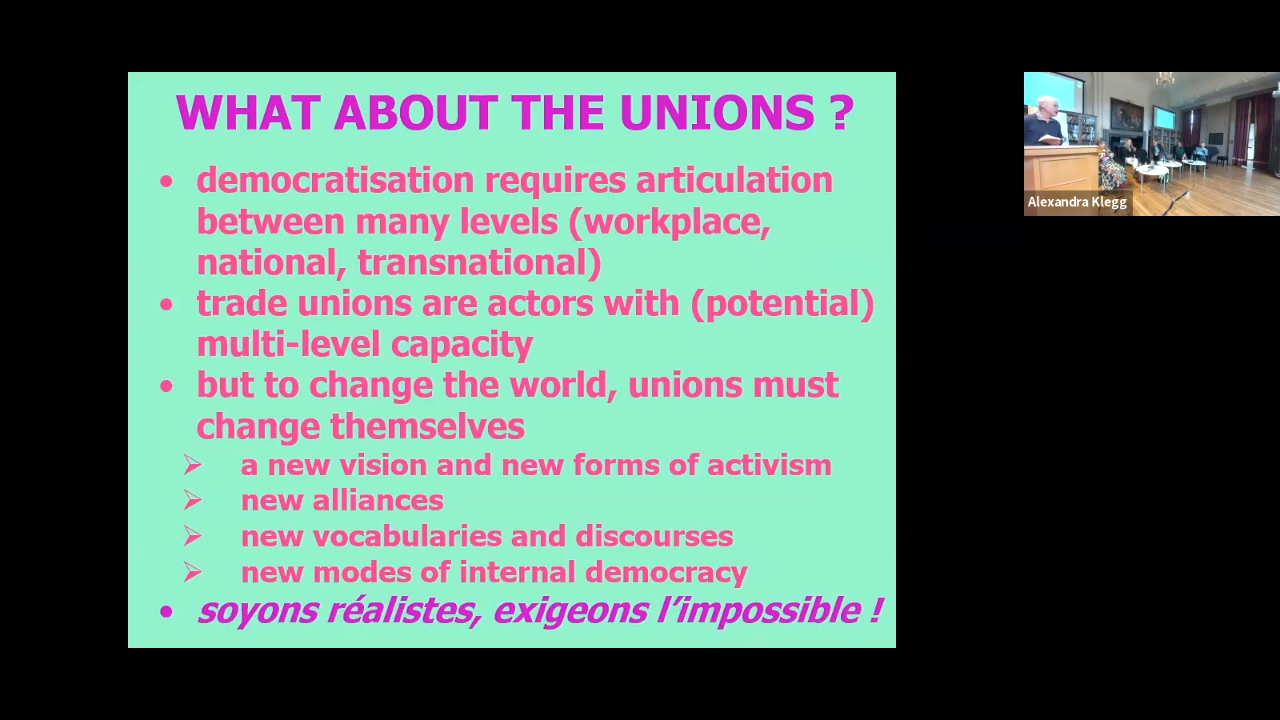 WHAT ABOUT THE UNIONS ?
• democratisation requires articulation
between many levels (workplace,
national, transnational)
• trade unions are actors with (potential)
multi-level capacity
• but to change the world, unions must
change themselves
➢ a new vision and new forms of activism
➢ new alliances
➢ new vocabularies and discourses
➢ new modes of internal democracy
• soyons réalistes, exigeons l’impossible !
Alexandra Klegg